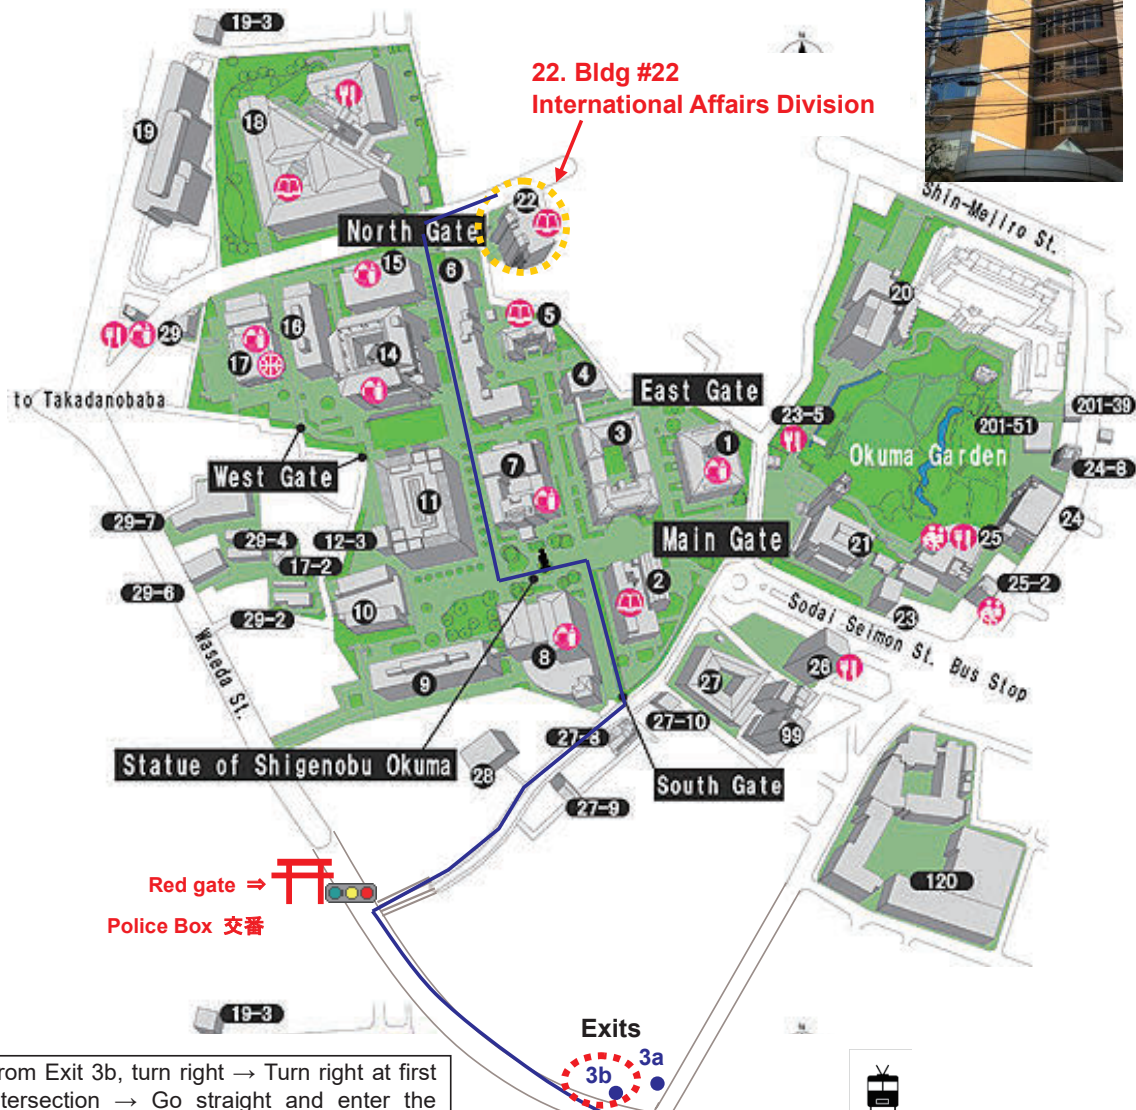 19-3
N
22. Bldg #22
International Affairs Division
18
19
22
Shin-Mejiro St.
North Gate
15
6
20
5
16
29
17
14
4
to Takadanobaba
East Gate
23-5
201-39
3
1
201-51
Okuma Garden
7
West Gate
24-8
11
29-7
24
Main Gate
29-4
12-3
21
25
17-2
2
29-6
25-2
10
29-2
23
Sodai Seimon St. Bus Stop
Waseda St.
8
26
9
27
27-10
27-8
99
Statue of Shigenobu Okuma
28
South Gate
27-9
Red gate ⇒
120
Police Box 交番
19-3
Exits
3a
3b
rom Exit 3b, turn right → Turn right at first
tersection → Go straight and enter the